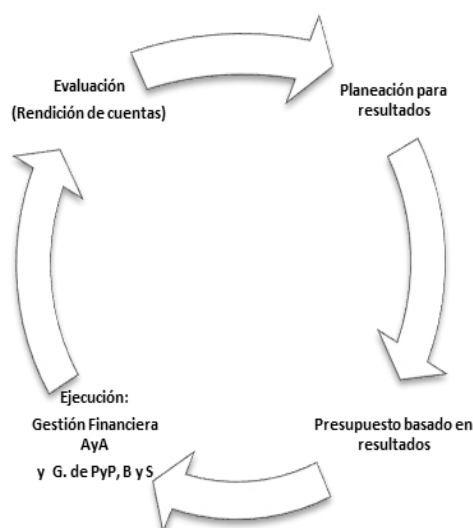 Evaluación
(Rendición de cuentas)
Planeación para
resultados
Presupuesto basado en
resultados
Ejecución:
Gestión Financiera
AyA
y G. de PyP, B y S